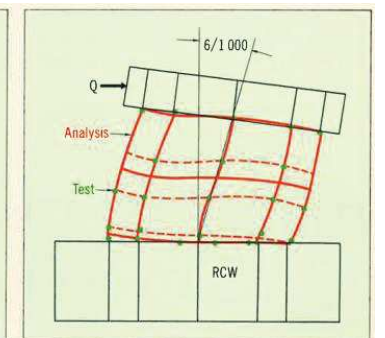 6/1 000
Q
Analysis
Test
RCW